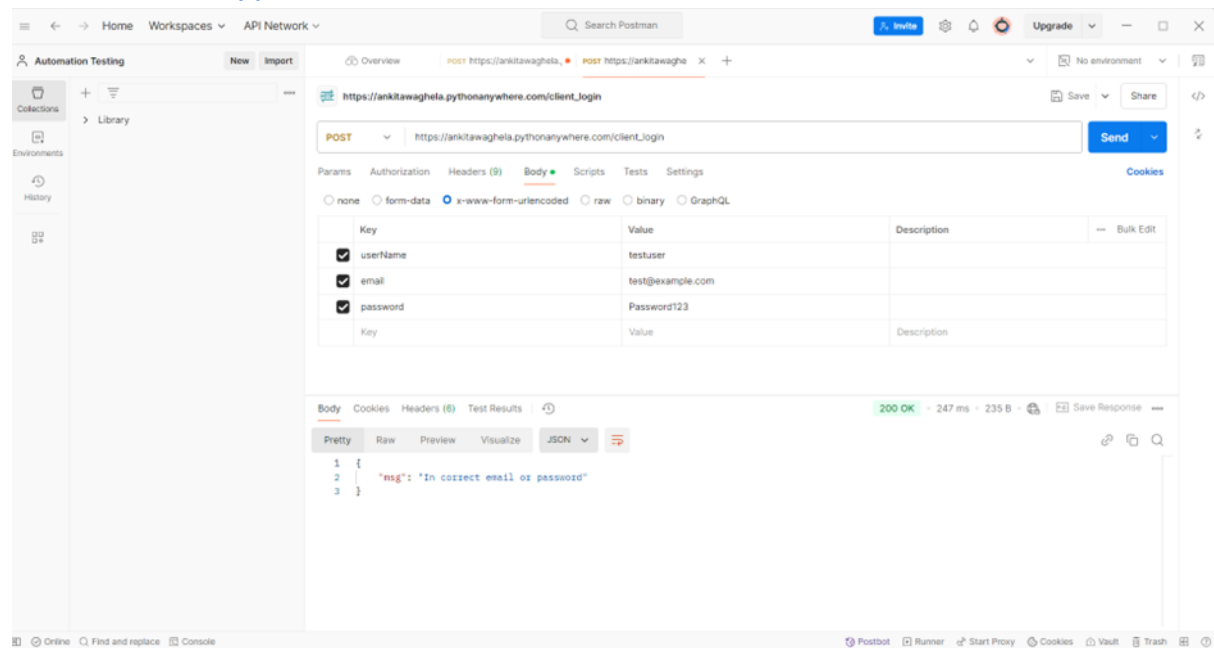 Home Workspaces API Network Search Postman Invite Upgrade
Automation Testing New Import Overview POST https://ankitawaghela. POST https://ankitawaghe No environment
Collections
Library
Environments
History
https://ankitawaghela.pythonanywhere.com/client_login Save Share
POST https://ankitawaghela.pythonanywhere.com/client_login Send
Params Authorization Headers (9) Body Scripts Tests Settings Cookies
none form-data x-www-form-urlencoded raw binary GraphQL
Key Value Description Bulk Edit
userName testuser
email test@example.com
password Password123
Key Value Description
Body Cookies Headers (6) Test Results 200 OK 247 ms 235 B Save Response
Pretty Raw Preview Visualize JSON
1 {
2 "msg": "In correct email or password"
3 }
Online Find and replace Console Postbot Runner Start Proxy Cookies Vault Trash